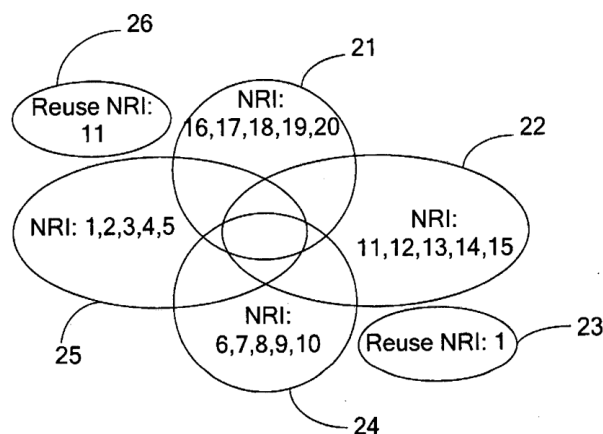 26
21
Reuse NRI:
11
NRI:
16,17,18,19,20
22
NRI: 1,2,3,4,5
NRI:
11,12,13,14,15
25
NRI:
6,7,8,9,10
Reuse NRI: 1
23
24